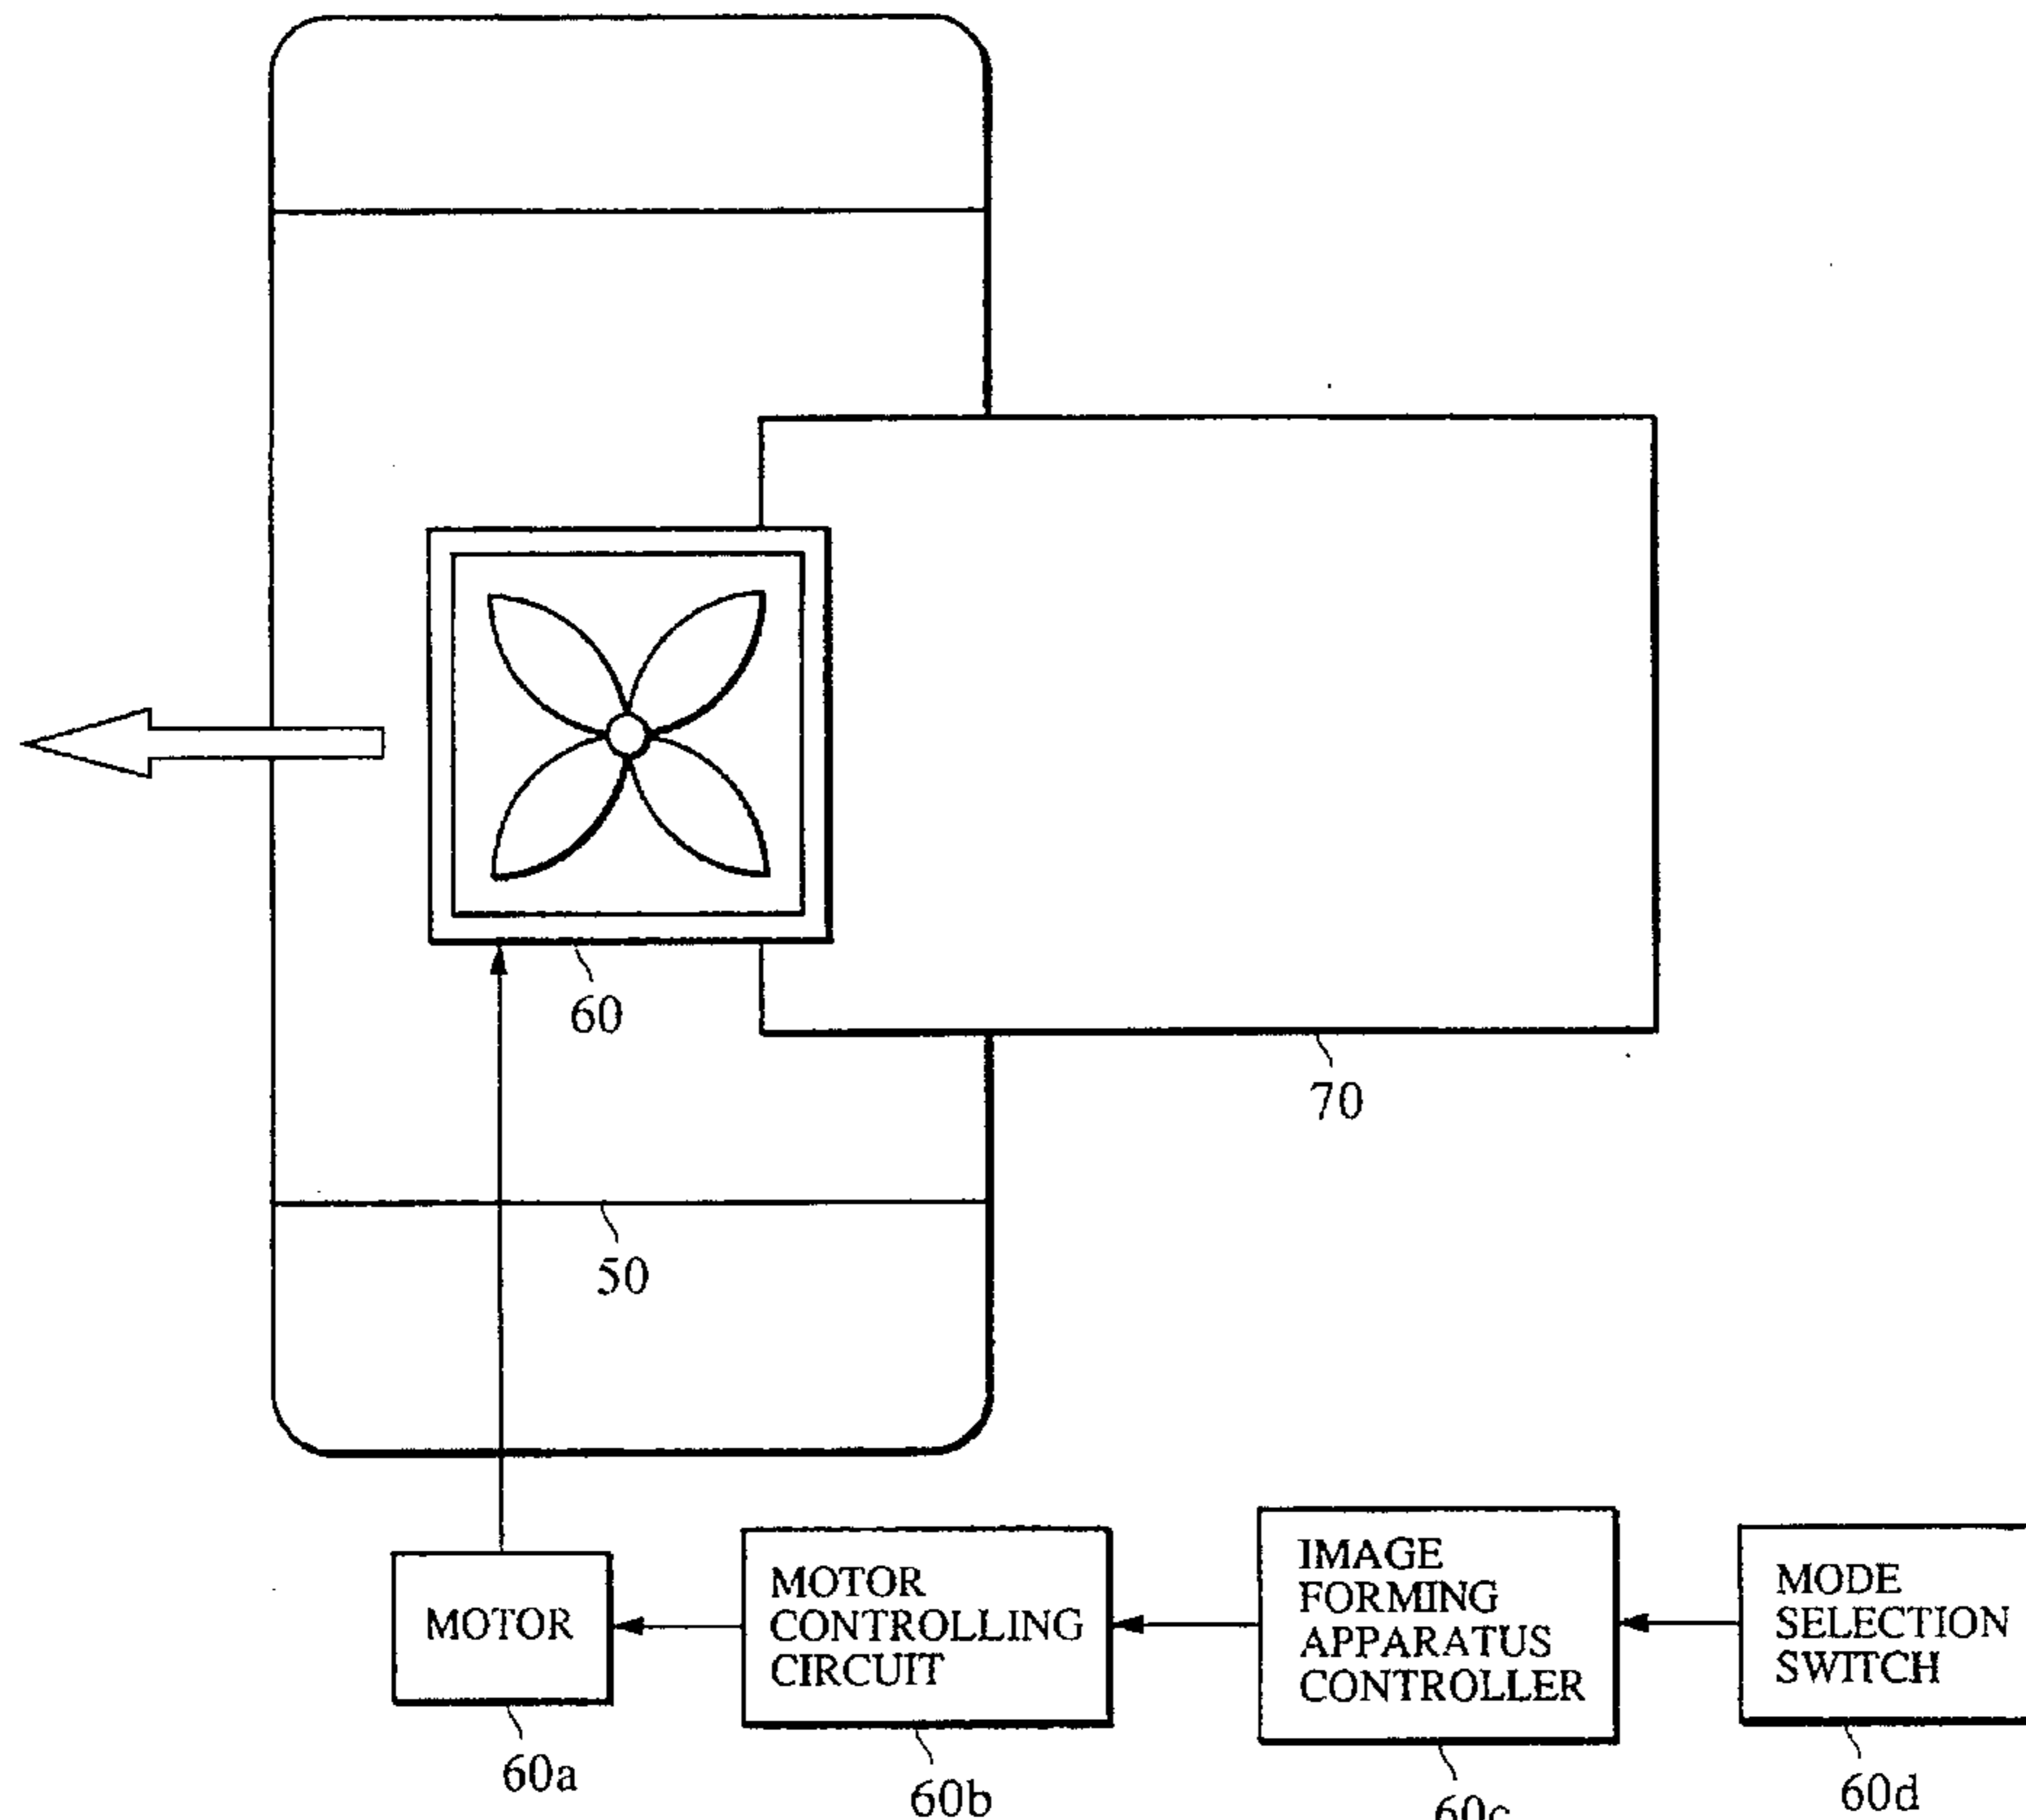 60
70
50
MOTOR
60a
MOTOR
CONTROLLING
CIRCUIT
60b
IMAGE
FORMING
APPARATUS
CONTROLLER
60c
MODE
SELECTION
SWITCH
60d